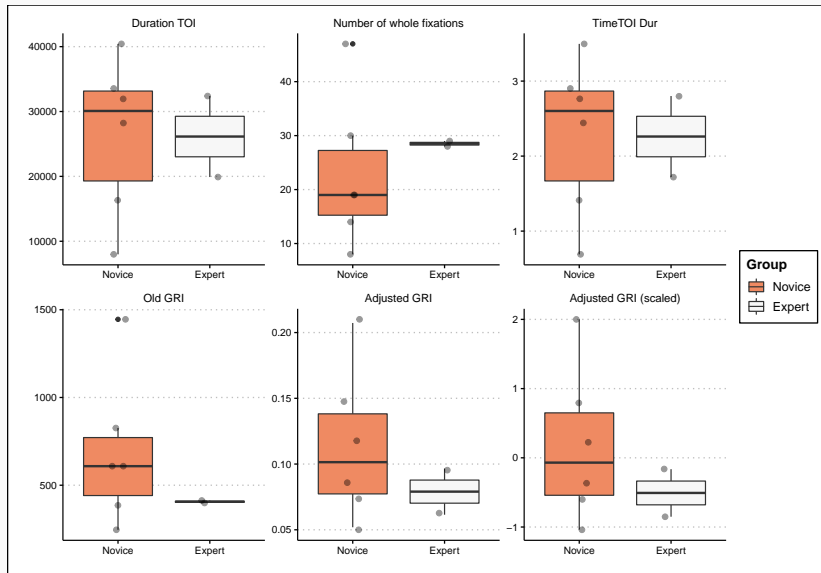 Duration TOI
40000
30000
20000
10000
Novice
Expert
Number of whole fixations
40
30
20
10
Novice
Expert
TimeTOI Dur
3
2
1
Novice
Expert
Old GRI
1500
1000
500
Novice
Expert
Adjusted GRI
0.20
0.15
0.10
0.05
Novice
Expert
Adjusted GRI (scaled)
2
1
0
−1
Novice
Expert
Group
Novice
Expert